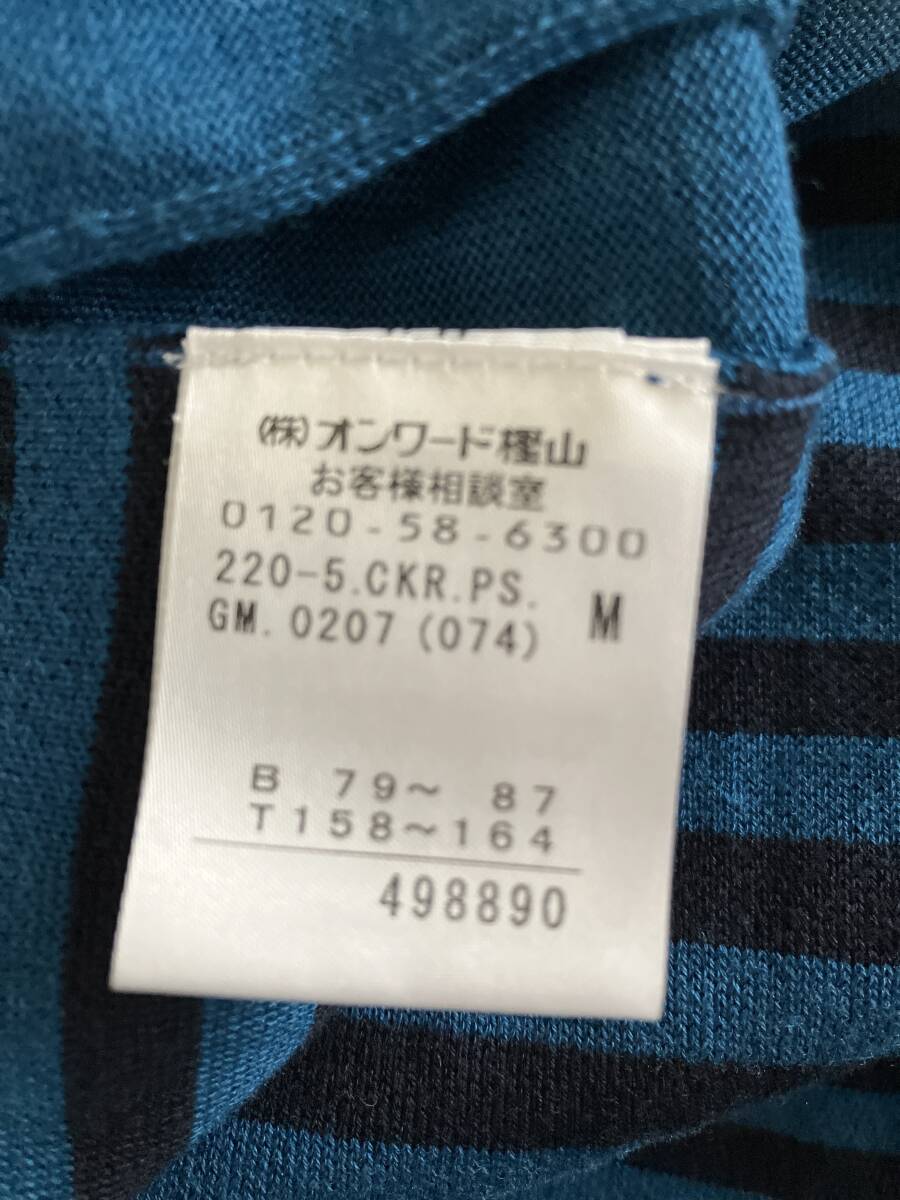 (株)オンワード樫山
お客様相談室
0120-58-6300
220-5.CKR.PS.
GM.0207(074) M
B 79~ 87
T158~164
498890